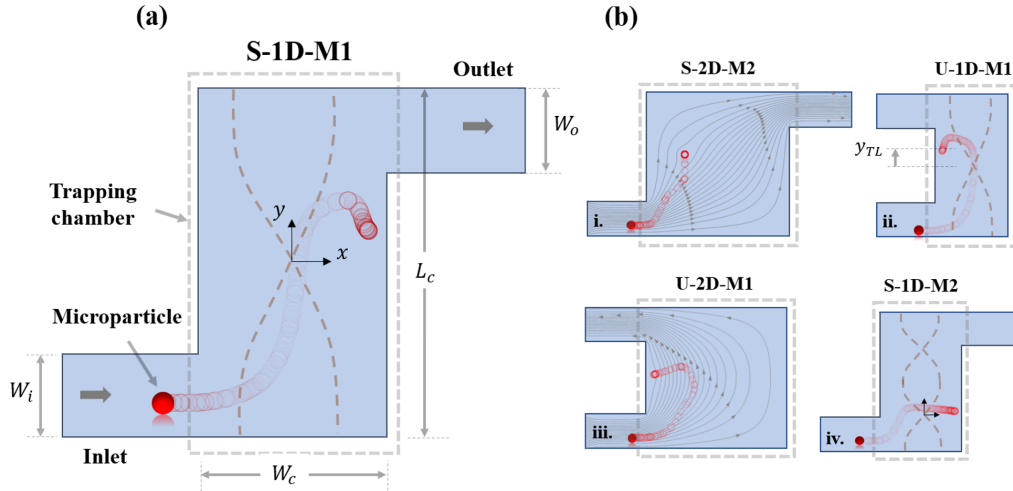 (a)
S-1D-M1
Outlet
W_o
Trapping
chamber
y
x
L_c
Microparticle
W_i
Inlet
W_c
(b)
S-2D-M2
i.
U-1D-M1
y_TL
ii.
U-2D-M1
iii.
S-1D-M2
iv.